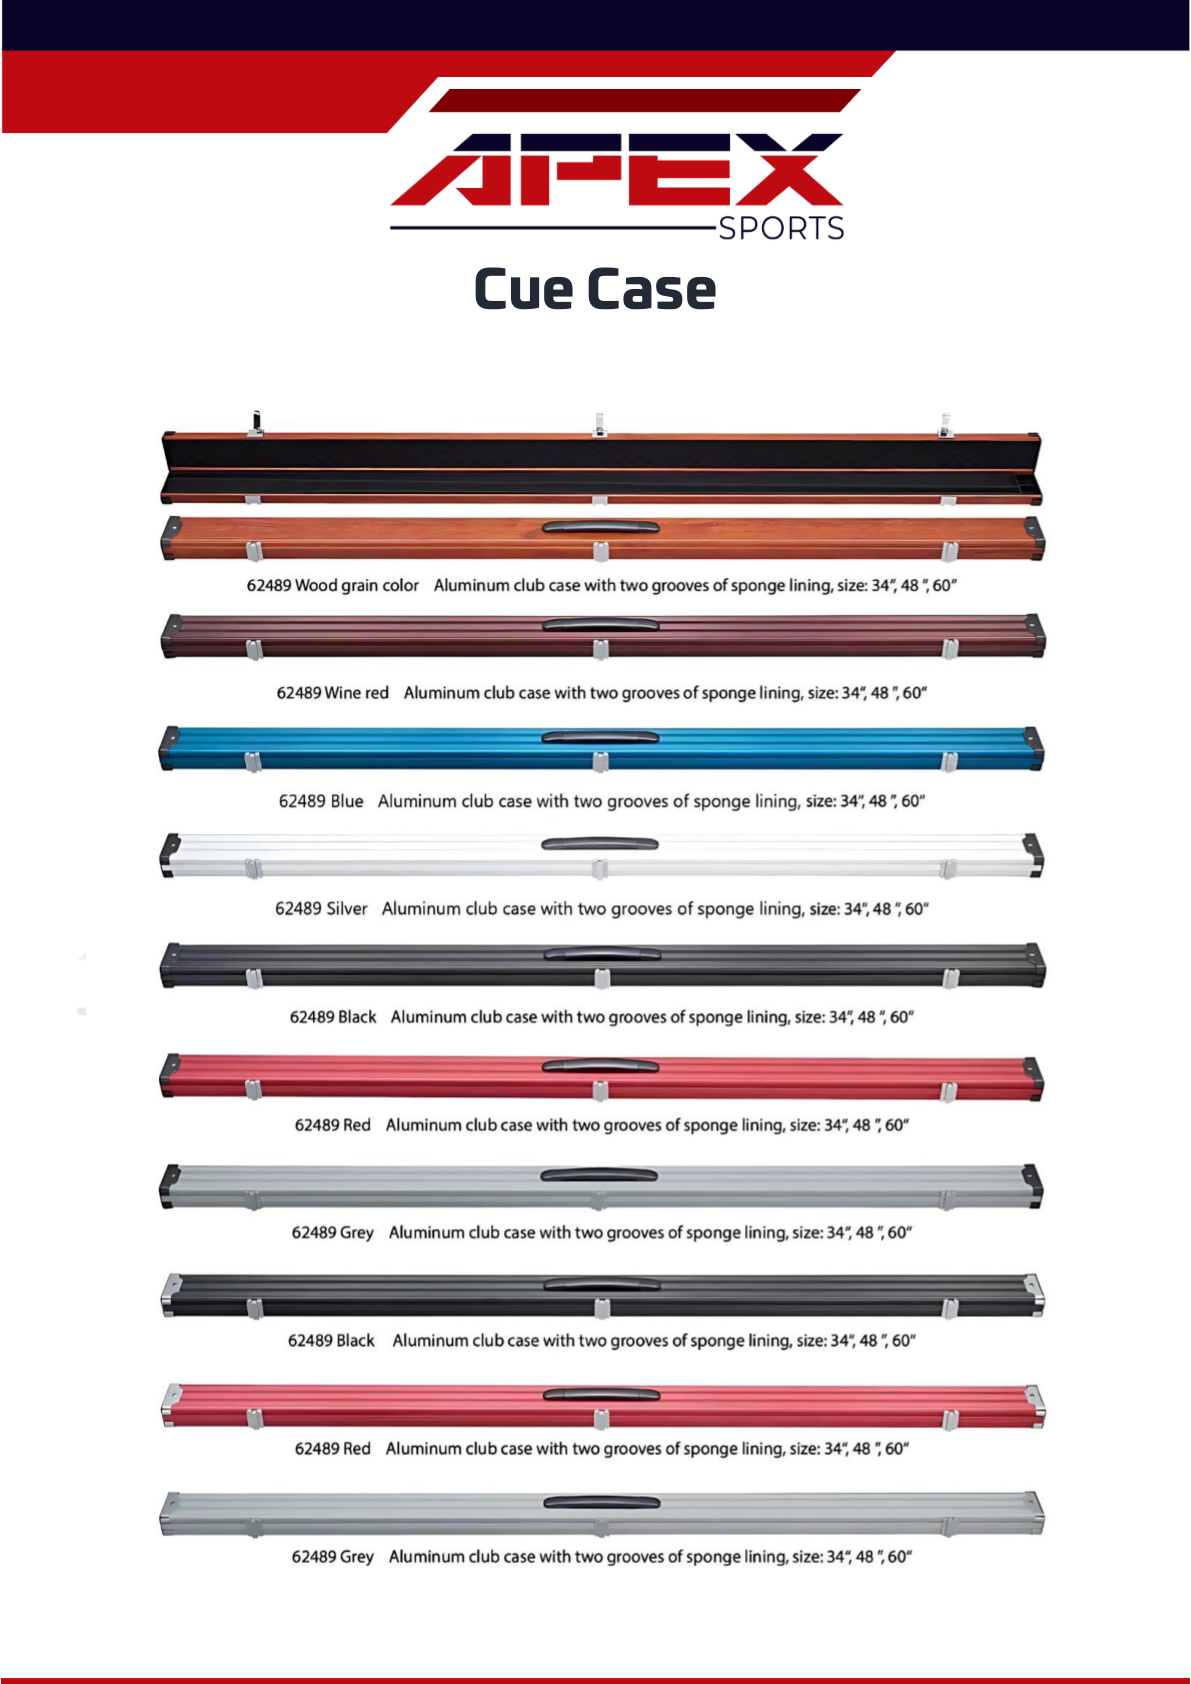 APEX
SPORTS
Cue Case
62489 Wood grain color Aluminum club case with two grooves of sponge lining, size: 34", 48 ", 60"
62489 Wine red Aluminum club case with two grooves of sponge lining, size: 34", 48 ", 60"
62489 Blue Aluminum club case with two grooves of sponge lining, size: 34", 48 ", 60"
62489 Silver Aluminum club case with two grooves of sponge lining, size: 34", 48 ", 60"
62489 Black Aluminum club case with two grooves of sponge lining, size: 34", 48 ", 60"
62489 Red Aluminum club case with two grooves of sponge lining, size: 34", 48 ", 60"
62489 Grey Aluminum club case with two grooves of sponge lining, size: 34", 48 ", 60"
62489 Black Aluminum club case with two grooves of sponge lining, size: 34", 48 ", 60"
62489 Red Aluminum club case with two grooves of sponge lining, size: 34", 48 ", 60"
62489 Grey Aluminum club case with two grooves of sponge lining, size: 34", 48 ", 60"